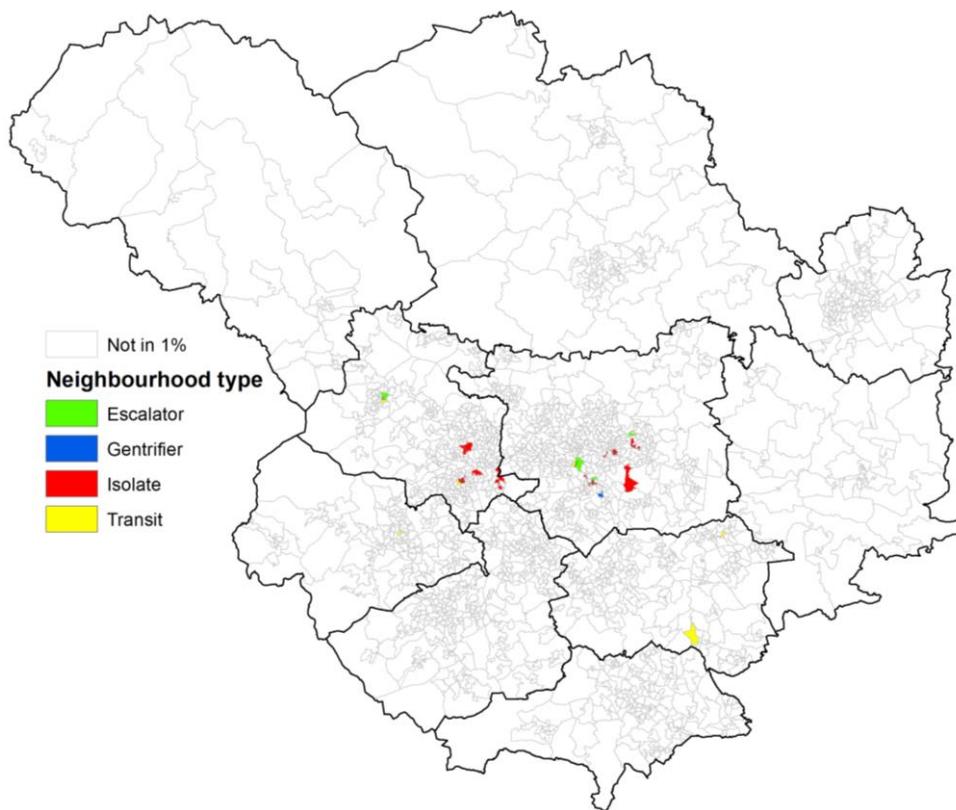 Not in 1%
Neighbourhood type
Escalator
Gentrifier
Isolate
Transit